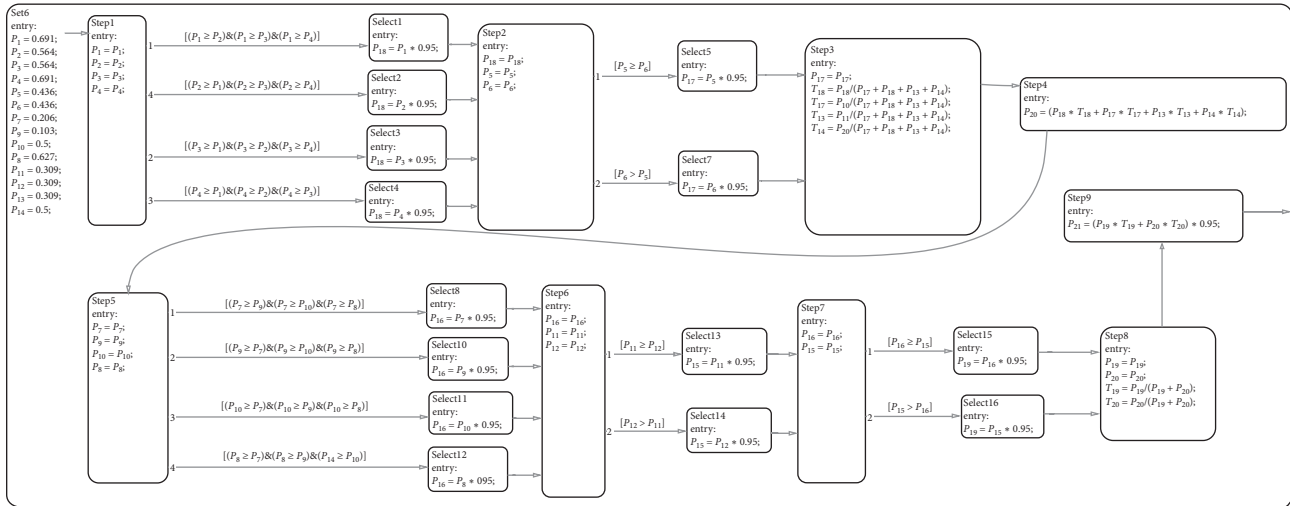 Set6
entry:
P1 = 0.691;
P2 = 0.564;
P3 = 0.564;
P4 = 0.691;
P5 = 0.436;
P6 = 0.436;
P7 = 0.206;
P9 = 0.103;
P10 = 0.5;
P8 = 0.627;
P11 = 0.309;
P12 = 0.309;
P13 = 0.309;
P14 = 0.5;
Step1
entry:
P1 = P1;
P2 = P2;
P3 = P3;
P4 = P4;
1
[(P1 ≥ P2)&(P1 ≥ P3)(P1 ≥ P4)]
4
[(P2 ≥ P1)&(P2 ≥ P3)&(P2 ≥ P4)]
2
[(P3 ≥ P1)&(P3 ≥ P2)&(P3 ≥ P4)]
3
[(P4 ≥ P1)&(P4 ≥ P2)&(P4 ≥ P3)]
Select1
entry:
P18 = P1 * 0.95;
Select2
entry:
P18 = P2 * 0.95;
Select3
entry:
P18 = P3 * 0.95;
Select4
entry:
P18 = P4 * 0.95;
Step2
entry:
P18 = P18;
P5 = P5;
P6 = P6;
1
[P5 ≥ P6]
2
[P6 > P5]
Select5
entry:
P17 = P5 * 0.95;
Select7
entry:
P17 = P6 * 0.95;
Step3
entry:
P17 = P17;
T18 = P18/(P17 + P18 + P13 + P14);
T17 = P10/(P17 + P18 + P13 + P14);
T13 = P11/(P17 + P18 + P13 + P14);
T14 = P20/(P17 + P18 + P13 + P14);
Step4
entry:
P20 = (P18 * T18 + P17 * T17 + P13 * T13 + P14 * T14);
Step9
entry:
P21 = (P19 * T19 + P20 * T20) * 0.95;
Step5
entry:
P7 = P7;
P9 = P9;
P10 = P10;
P8 = P8;
1
[(P7 ≥ P9)&(P7 ≥ P10)&(P7 ≥ P8)]
2
[(P9 ≥ P7)&(P9 ≥ P10)&(P9 ≥ P8)]
3
[(P10 ≥ P7)&(P10 ≥ P9)&(P10 ≥ P8)]
4
[(P8 ≥ P7)&(P8 ≥ P9)&(P14 ≥ P10)]
Select8
entry:
P16 = P7 * 0.95;
Select10
entry:
P16 = P9 * 0.95;
Select11
entry:
P16 = P10 * 0.95;
Select12
entry:
P16 = P8 * 095;
Step6
entry:
P16 = P16;
P11 = P11;
P12 = P12;
1
[P11 ≥ P12]
2
[P12 > P11]
Select13
entry:
P15 = P11 * 0.95;
Select14
entry:
P15 = P12 * 0.95;
Step7
entry:
P16 = P16;
P15 = P15;
1
[P16 ≥ P15]
2
[P15 > P16]
Select15
entry:
P19 = P16 * 0.95;
Select16
entry:
P19 = P15 * 0.95;
Step8
entry:
P19 = P19;
P20 = P20;
T19 = P19/(P19 + P20);
T20 = P20/(P19 + P20);